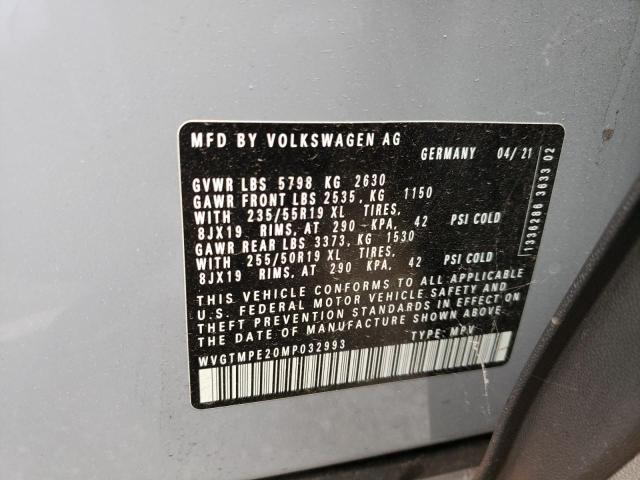 MFD BY VOLKSWAGEN AG
GERMANY 04/21
GVWR LBS 5798 KG 2630
GAWR FRONT LBS 2535, KG 1150
WITH 235/55R19 XL TIRES,
8JX19 RIMS, AT 290 KPA, 42 PSI COLD
GAWR REAR LBS 3373, KG 1530
WITH 255/50R19 XL TIRES,
8JX19 RIMS, AT 290 KPA, 42 PSI COLD
THIS VEHICLE CONFORMS TO ALL APPLICABLE
U.S. FEDERAL MOTOR VEHICLE SAFETY AND
THEFT PREVENTION STANDARDS IN EFFECT ON
THE DATE OF MANUFACTURE SHOWN ABOVE.
WVGTMPE20MP032993 TYPE: MPV
1336286 3633 02